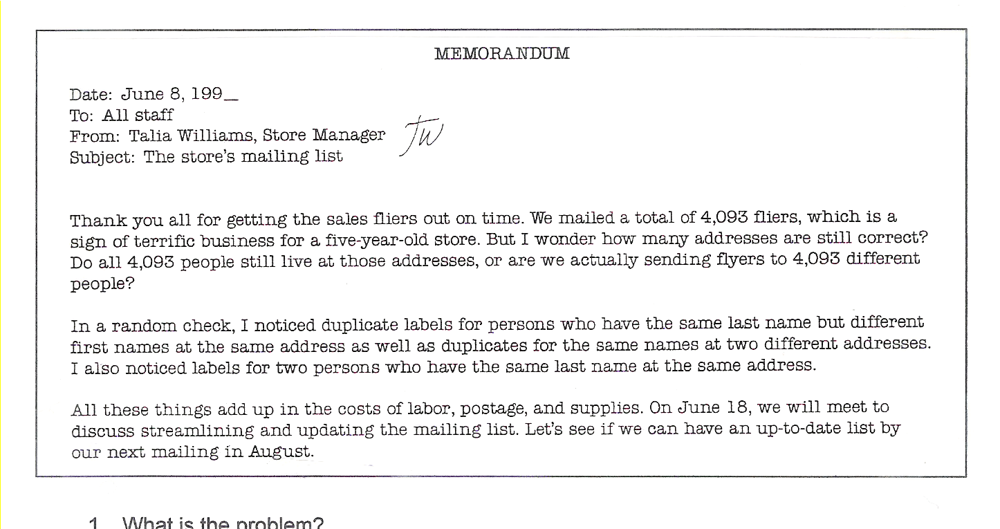 MEMORANDUM
Date: June 8, 199_
To: All staff
From: Talia Williams, Store Manager TW
Subject: The store's mailing list
Thank you all for getting the sales fliers out on time. We mailed a total of 4,093 fliers, which is a
sign of terrific business for a five-year-old store. But I wonder how many addresses are still correct?
Do all 4,093 people still live at those addresses, or are we actually sending flyers to 4,093 different
people?
In a random check, I noticed duplicate labels for persons who have the same last name but different
first names at the same address as well as duplicates for the same names at two different addresses.
I also noticed labels for two persons who have the same last name at the same address.
All these things add up in the costs of labor, postage, and supplies. On June 18, we will meet to
discuss streamlining and updating the mailing list. Let's see if we can have an up-to-date list by
our next mailing in August.
1 What is the problem?